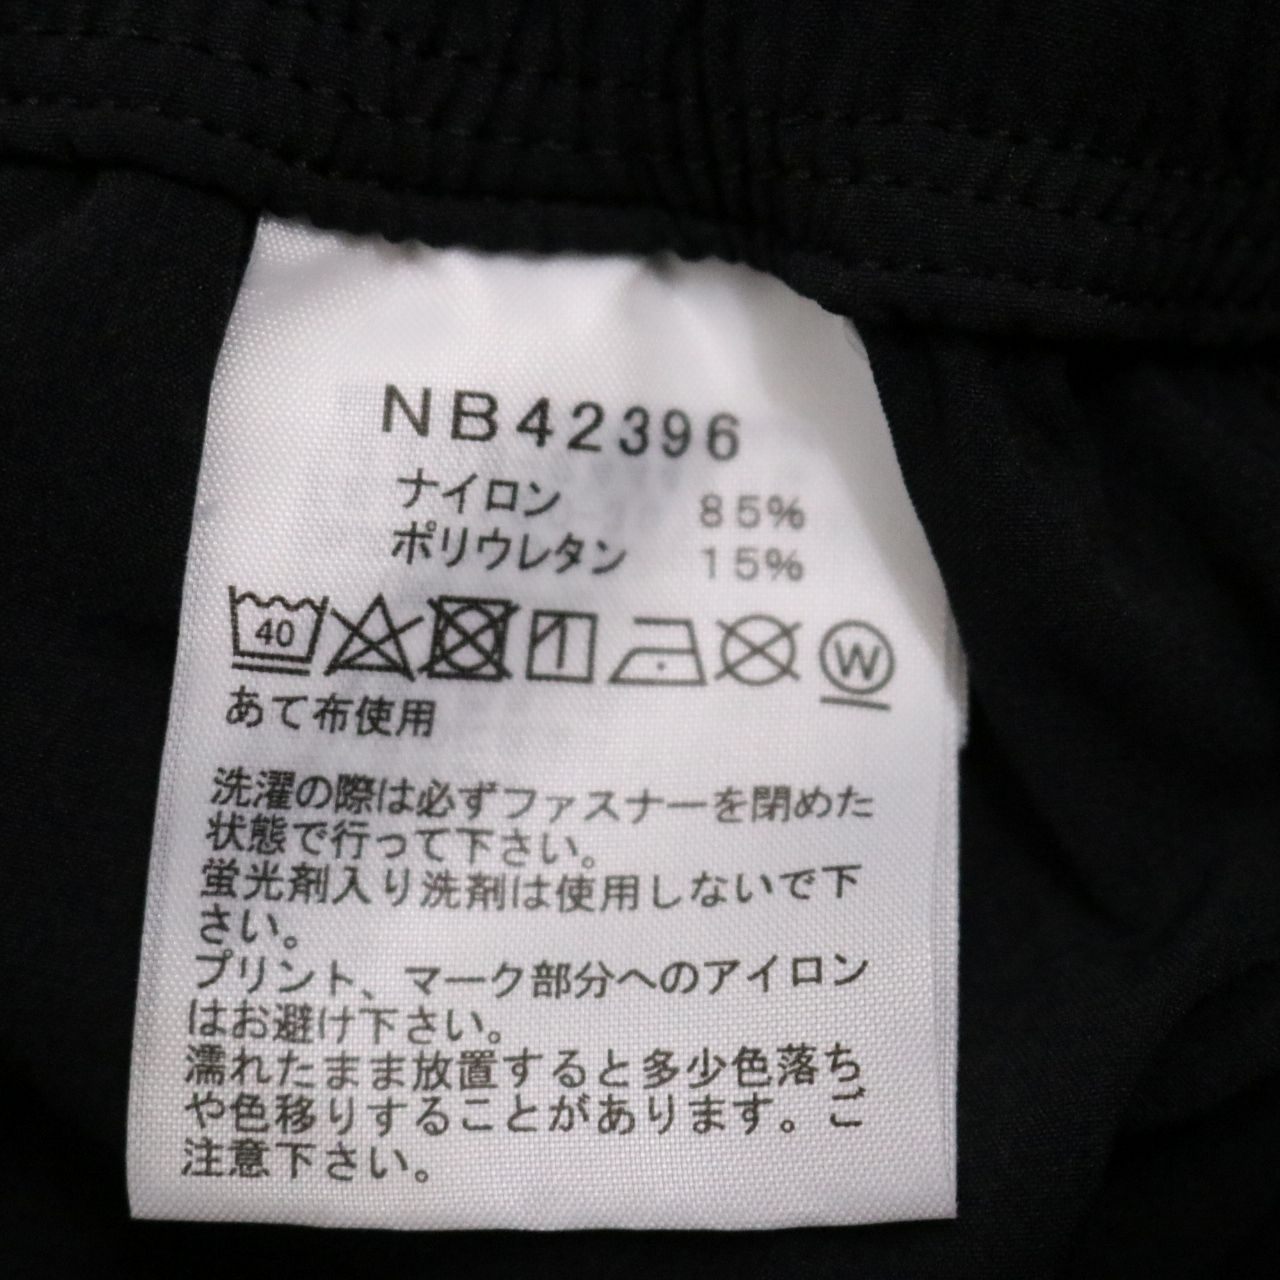 NB42396
ナイロン 85%
ポリウレタン 15%
40 W
あて布使用
洗濯の際は必ずファスナーを閉めた
状態で行って下さい。
蛍光剤入り洗剤は使用しないで下
さい。
プリント、マーク部分へのアイロン
はお避け下さい。
濡れたまま放置すると多少色落ち
や色移りすることがあります。ご
注意下さい。